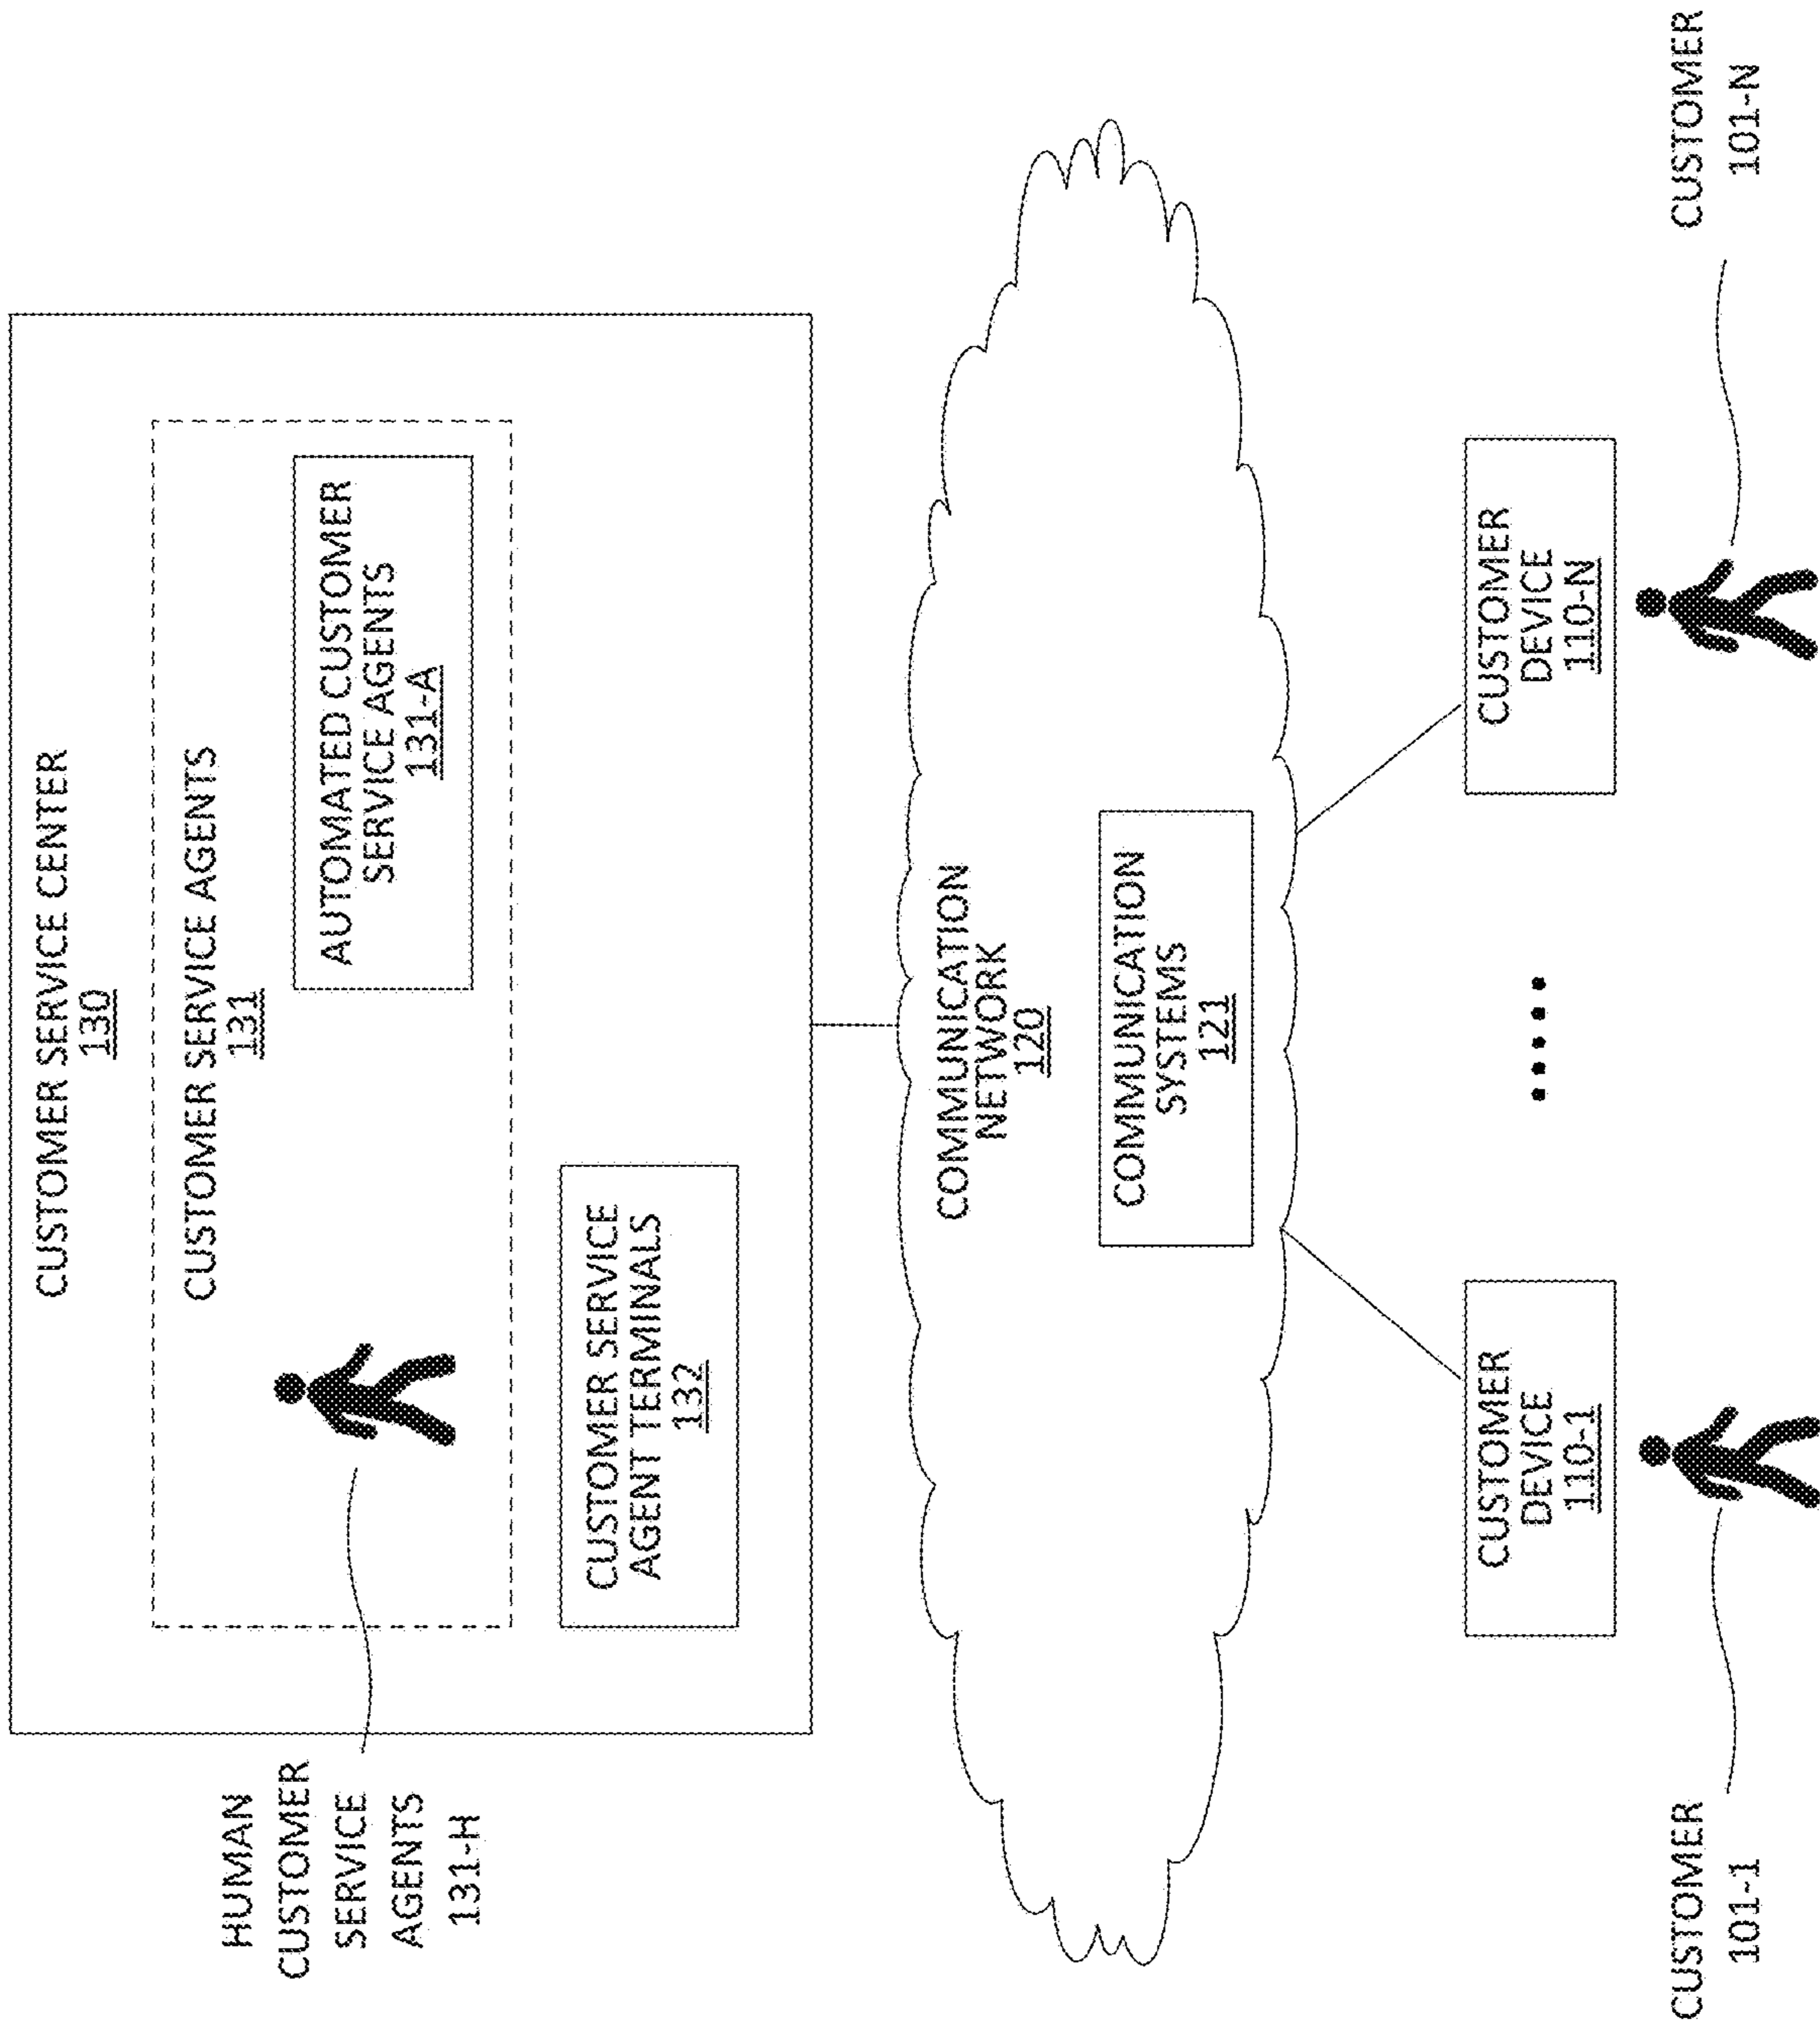 CUSTOMER SERVICE CENTER
130
CUSTOMER SERVICE AGENTS
131
HUMAN
CUSTOMER
SERVICE
AGENTS
131-H
AUTOMATED CUSTOMER
SERVICE AGENTS
131-A
CUSTOMER SERVICE
AGENT TERMINALS
132
COMMUNICATION
NETWORK
120
COMMUNICATION
SYSTEMS
121
CUSTOMER
DEVICE
110-1
CUSTOMER
DEVICE
110-N
CUSTOMER
101-1
CUSTOMER
101-N